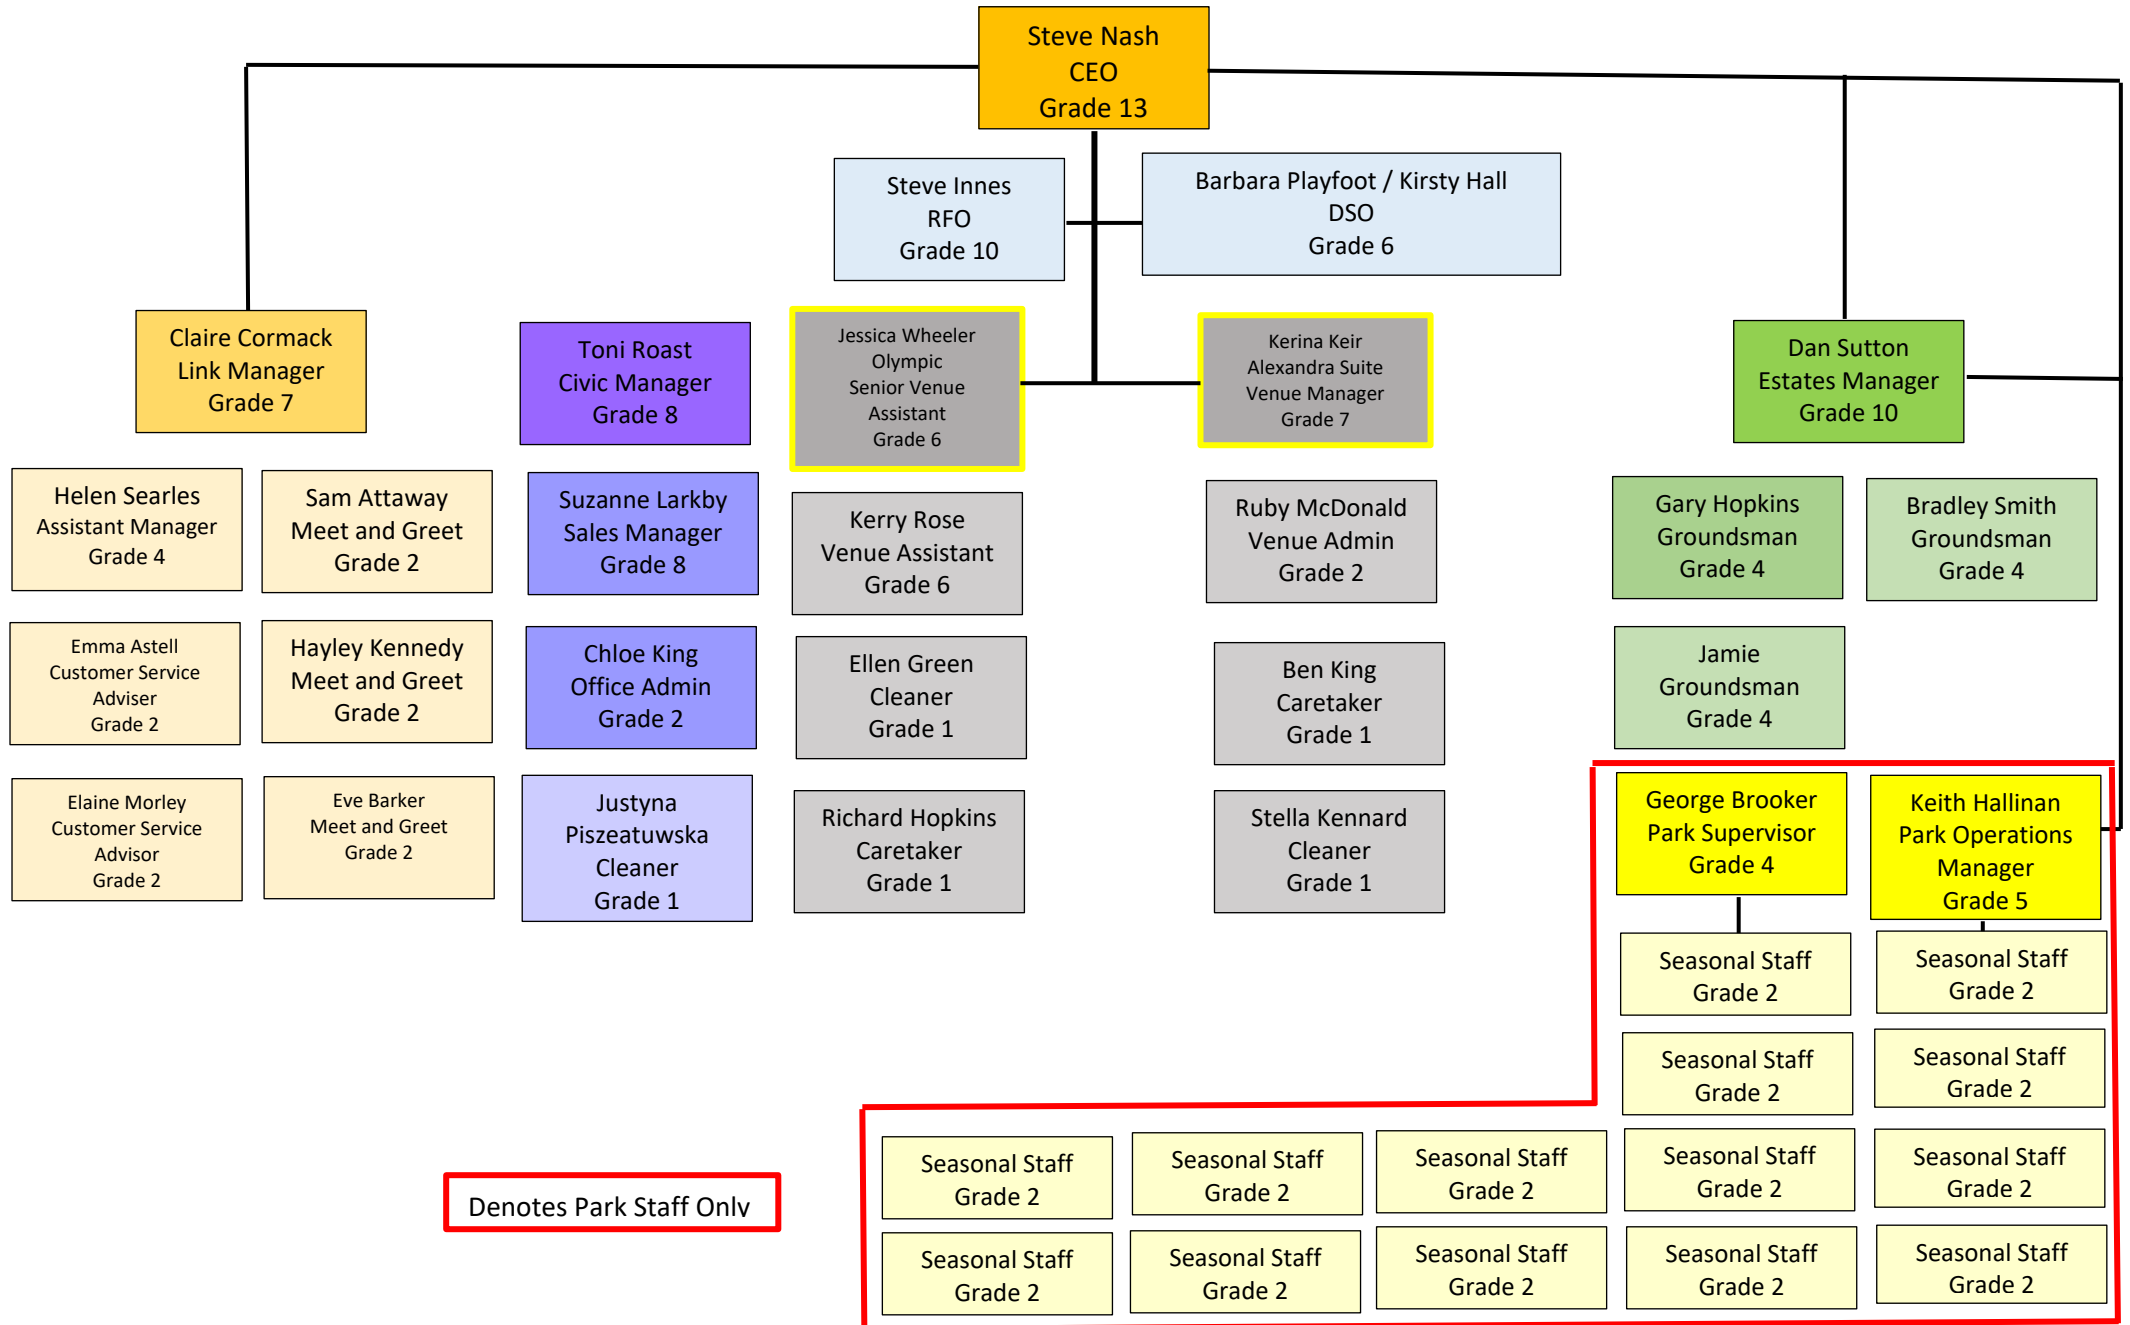 Steve Nash
CEO
Grade 13
Steve Innes
RFO
Grade 10
Barbara Playfoot / Kirsty Hall
DSO
Grade 6
Claire Cormack
Link Manager
Grade 7
Toni Roast
Civic Manager
Grade 8
Jessica Wheeler
Olympic
Senior Venue
Assistant
Grade 6
Kerina Keir
Alexandra Suite
Venue Manager
Grade 7
Dan Sutton
Estates Manager
Grade 10
Helen Searles
Assistant Manager
Grade 4
Sam Attaway
Meet and Greet
Grade 2
Suzanne Larkby
Sales Manager
Grade 8
Kerry Rose
Venue Assistant
Grade 6
Ruby McDonald
Venue Admin
Grade 2
Gary Hopkins
Groundsman
Grade 4
Bradley Smith
Groundsman
Grade 4
Emma Astell
Customer Service
Adviser
Grade 2
Hayley Kennedy
Meet and Greet
Grade 2
Chloe King
Office Admin
Grade 2
Ellen Green
Cleaner
Grade 1
Ben King
Caretaker
Grade 1
Jamie
Groundsman
Grade 4
Elaine Morley
Customer Service
Advisor
Grade 2
Eve Barker
Meet and Greet
Grade 2
Justyna
Piszeatuwska
Cleaner
Grade 1
Richard Hopkins
Caretaker
Grade 1
Stella Kennard
Cleaner
Grade 1
George Brooker
Park Supervisor
Grade 4
Keith Hallinan
Park Operations
Manager
Grade 5
Seasonal Staff
Grade 2
Seasonal Staff
Grade 2
Seasonal Staff
Grade 2
Seasonal Staff
Grade 2
Seasonal Staff
Grade 2
Seasonal Staff
Grade 2
Seasonal Staff
Grade 2
Seasonal Staff
Grade 2
Seasonal Staff
Grade 2
Seasonal Staff
Grade 2
Seasonal Staff
Grade 2
Seasonal Staff
Grade 2
Seasonal Staff
Grade 2
Seasonal Staff
Grade 2
Denotes Park Staff Only